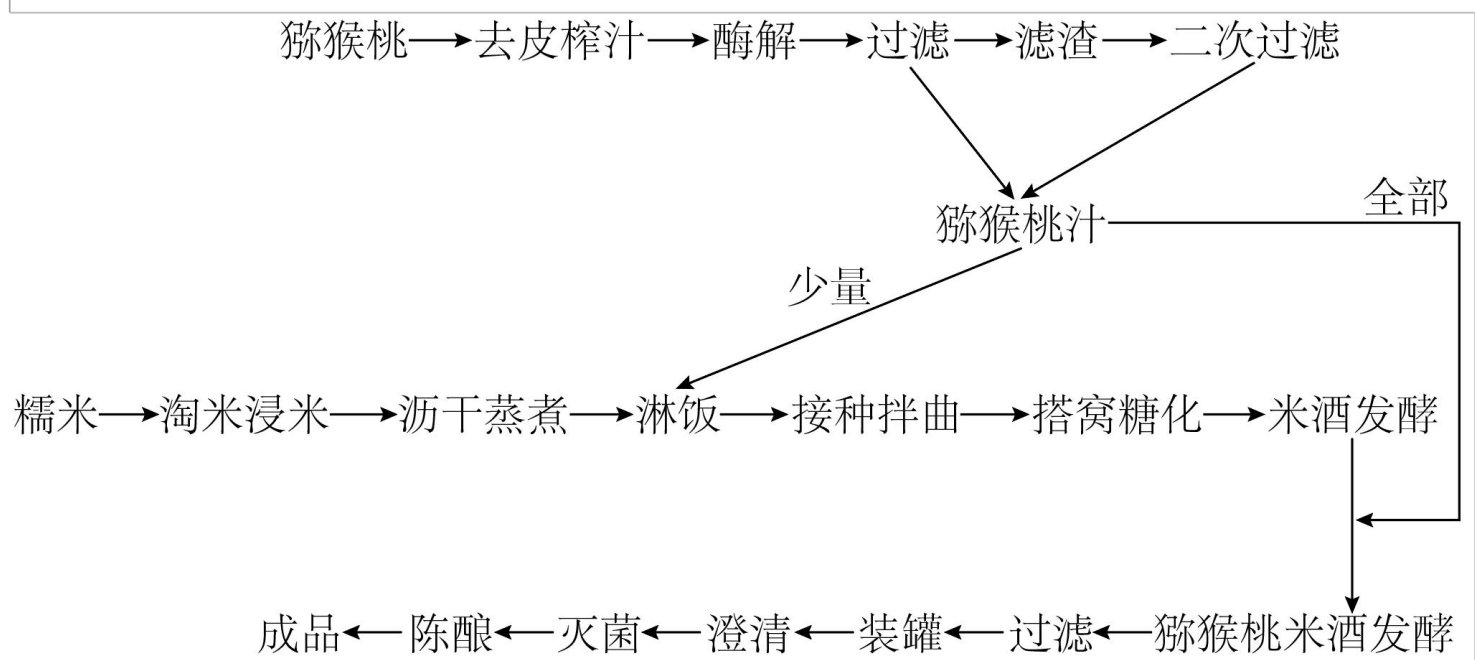 猕猴桃→去皮榨汁→酶解→过滤→滤渣→二次过滤
全部
猕猴桃汁
少量
糯米→淘米浸米→沥干蒸煮→淋饭→接种拌曲→搭窝糖化→米酒发酵
成品←陈酿←灭菌←澄清←装罐←过滤←猕猴桃米酒发酵